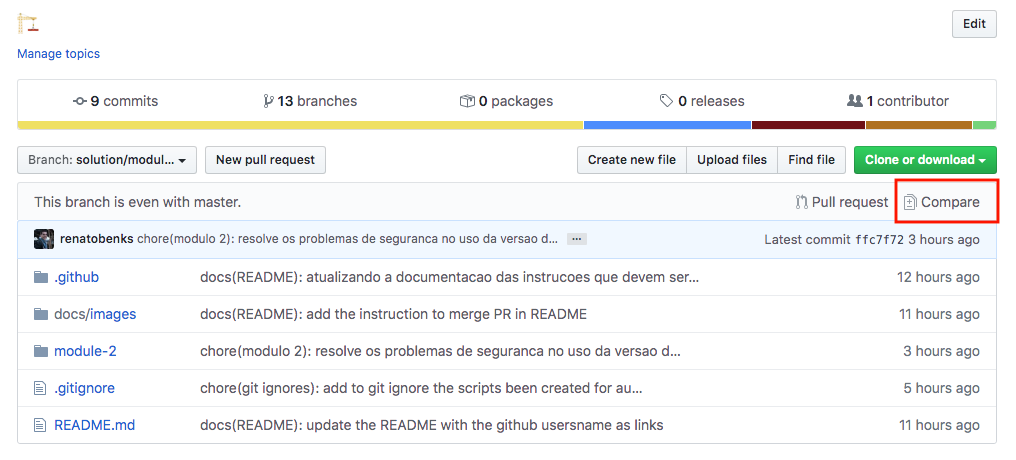 Edit
Manage topics
9 commits 13 branches 0 packages 0 releases 1 contributor
Branch: solution/modul... New pull request Create new file Upload files Find file Clone or download
This branch is even with master. Pull request Compare
renatobenks chore(modulo 2): resolve os problemas de seguranca no uso da versao d... ... Latest commit ffc7f72 3 hours ago
.github docs(README): atualizando a documentacao das instrucoes que devem ser... 12 hours ago
docs/images docs(README): add the instruction to merge PR in README 11 hours ago
module-2 chore(modulo 2): resolve os problemas de seguranca no uso da versao d... 3 hours ago
.gitignore chore(git ignores): add to git ignore the scripts been created for au... 5 hours ago
README.md docs(README): update the README with the github usersname as links 11 hours ago